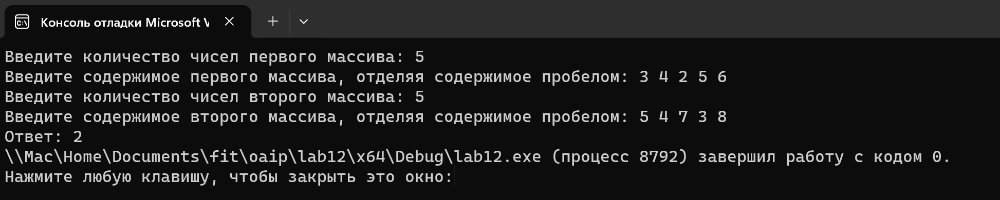 Консоль отладки Microsoft V
Введите количество чисел первого массива: 5
Введите содержимое первого массива, отделяя содержимое пробелом: 3 4 2 5 6
Введите количество чисел второго массива: 5
Введите содержимое второго массива, отделяя содержимое пробелом: 5 4 7 3 8
Ответ: 2
\\Mac\Home\Documents\fit\oaip\lab12\x64\Debug\lab12.exe (процесс 8792) завершил работу с кодом 0.
Нажмите любую клавишу, чтобы закрыть это окно: